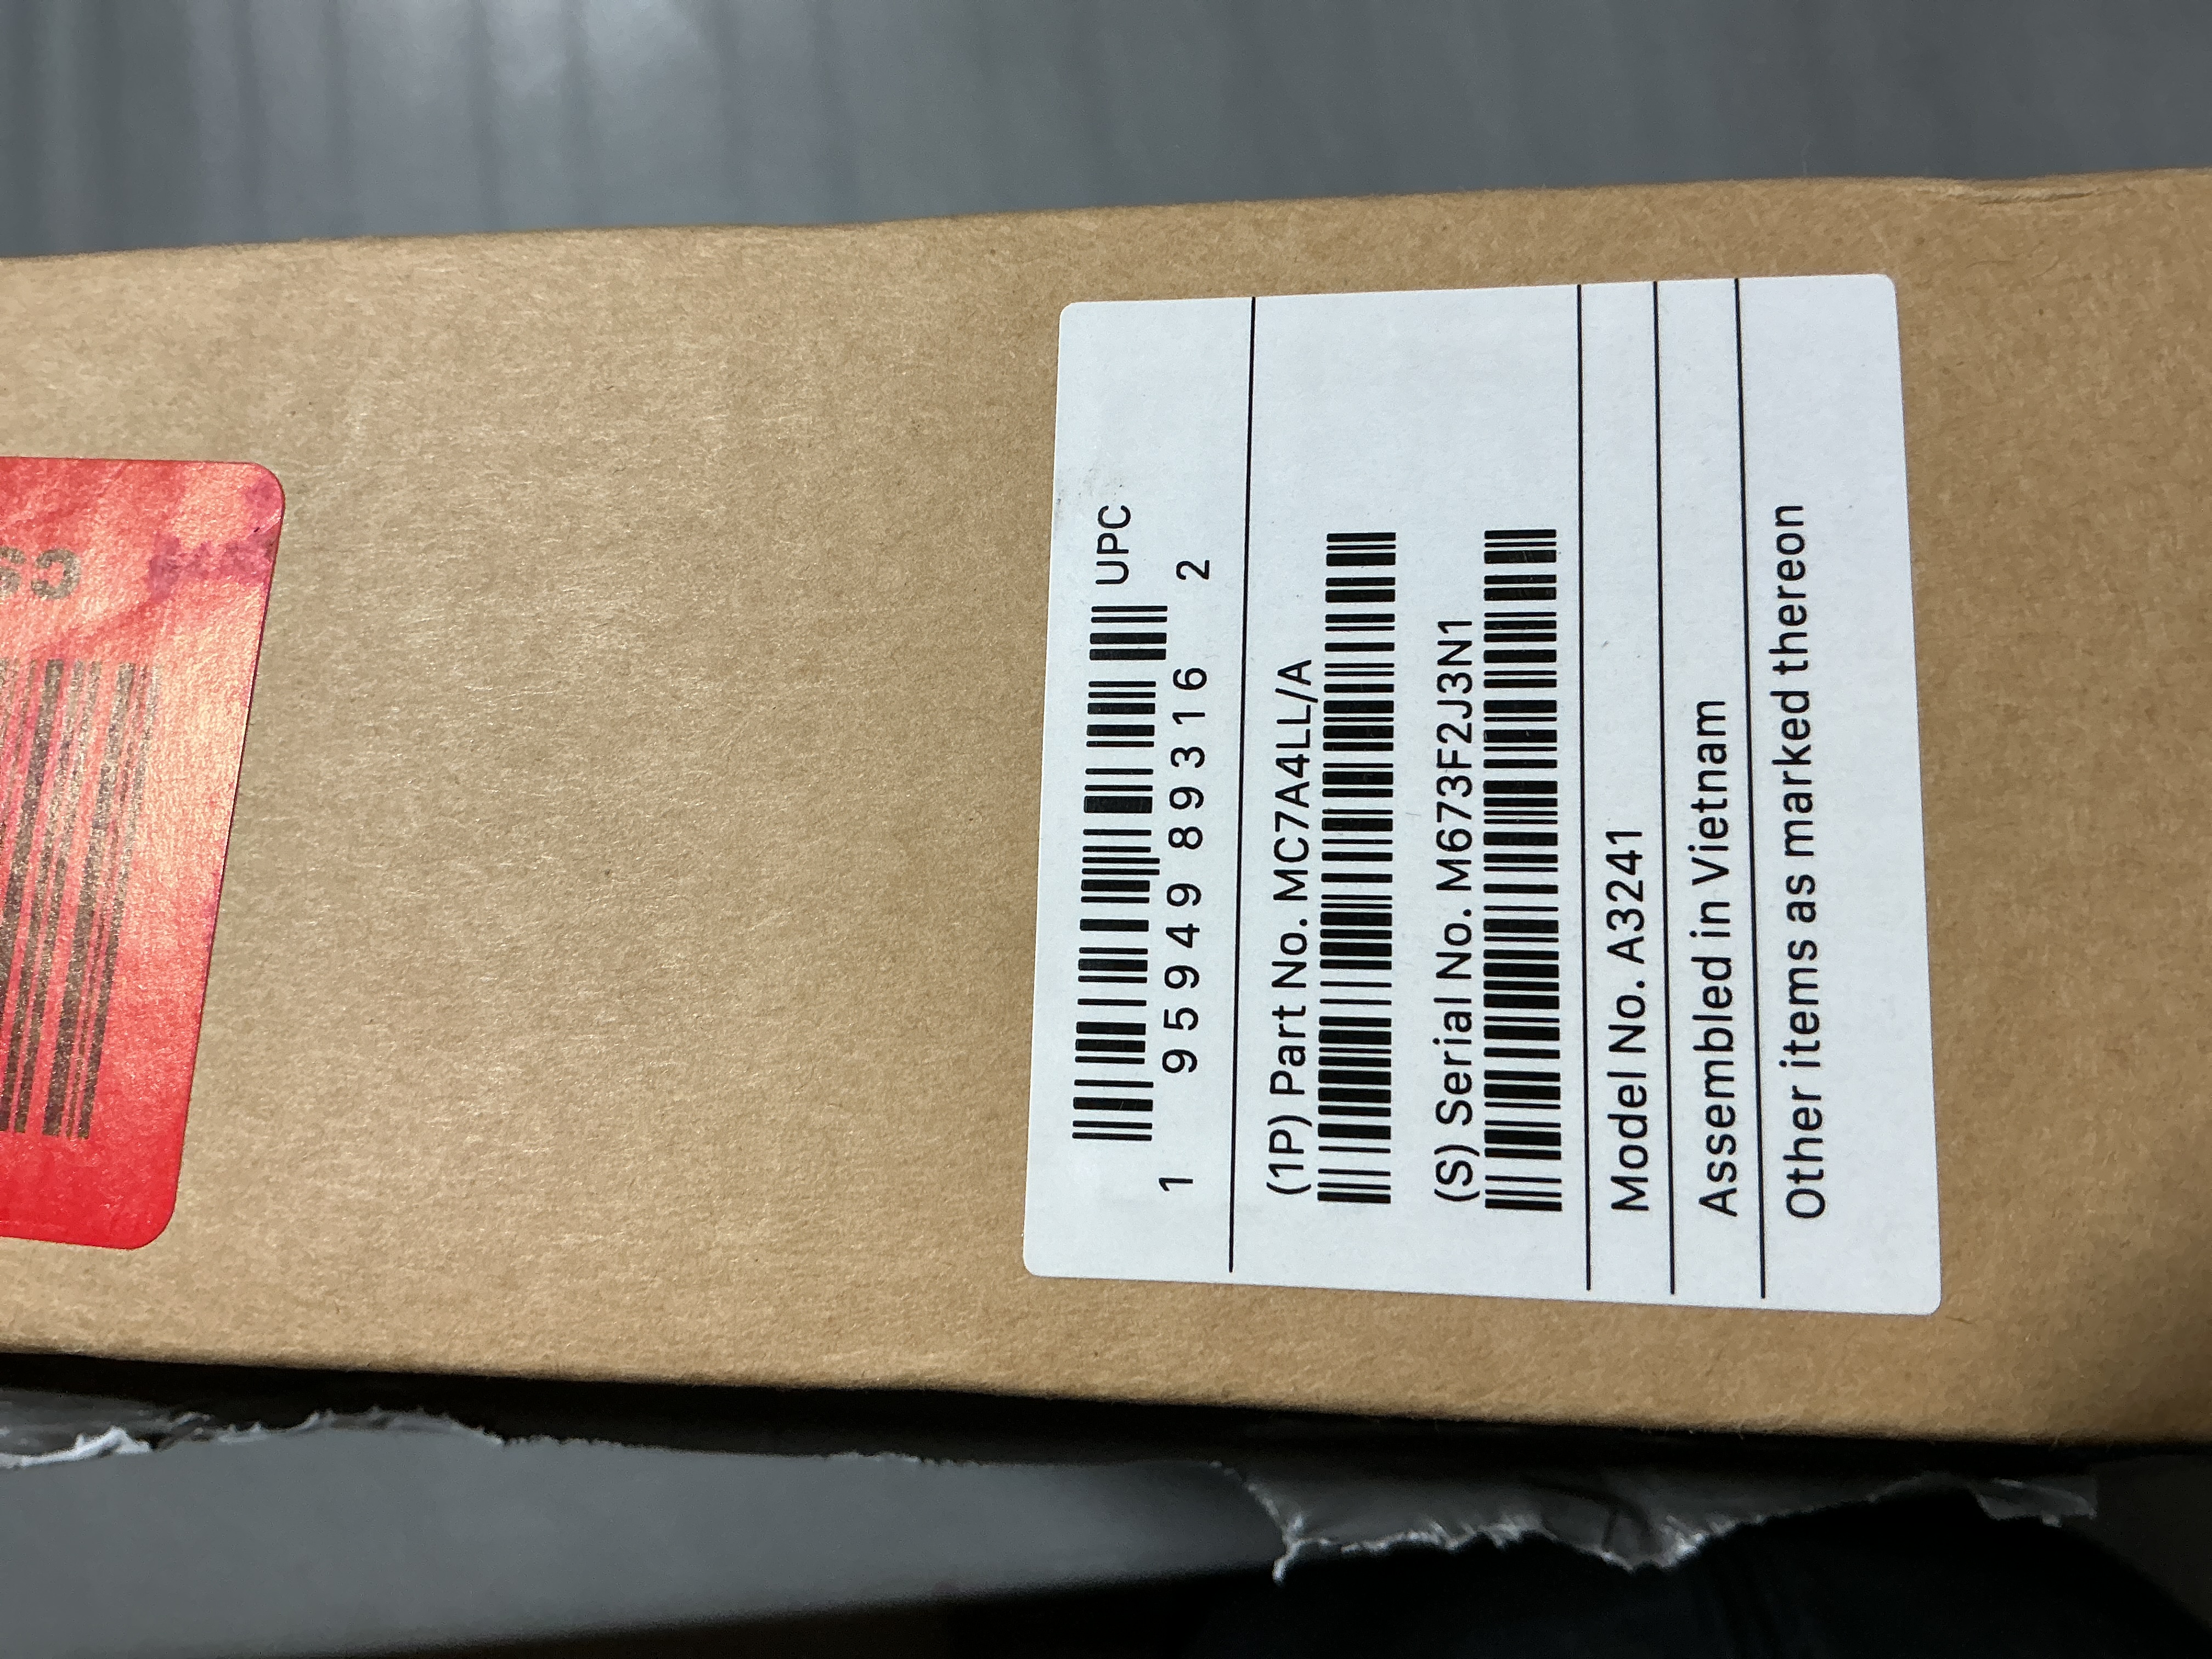 UPC
1 95949 89316 2
(1P) Part No. MC7A4LL/A
(S) Serial No. M673F2J3N1
Model No. A3241
Assembled in Vietnam
Other items as marked thereon